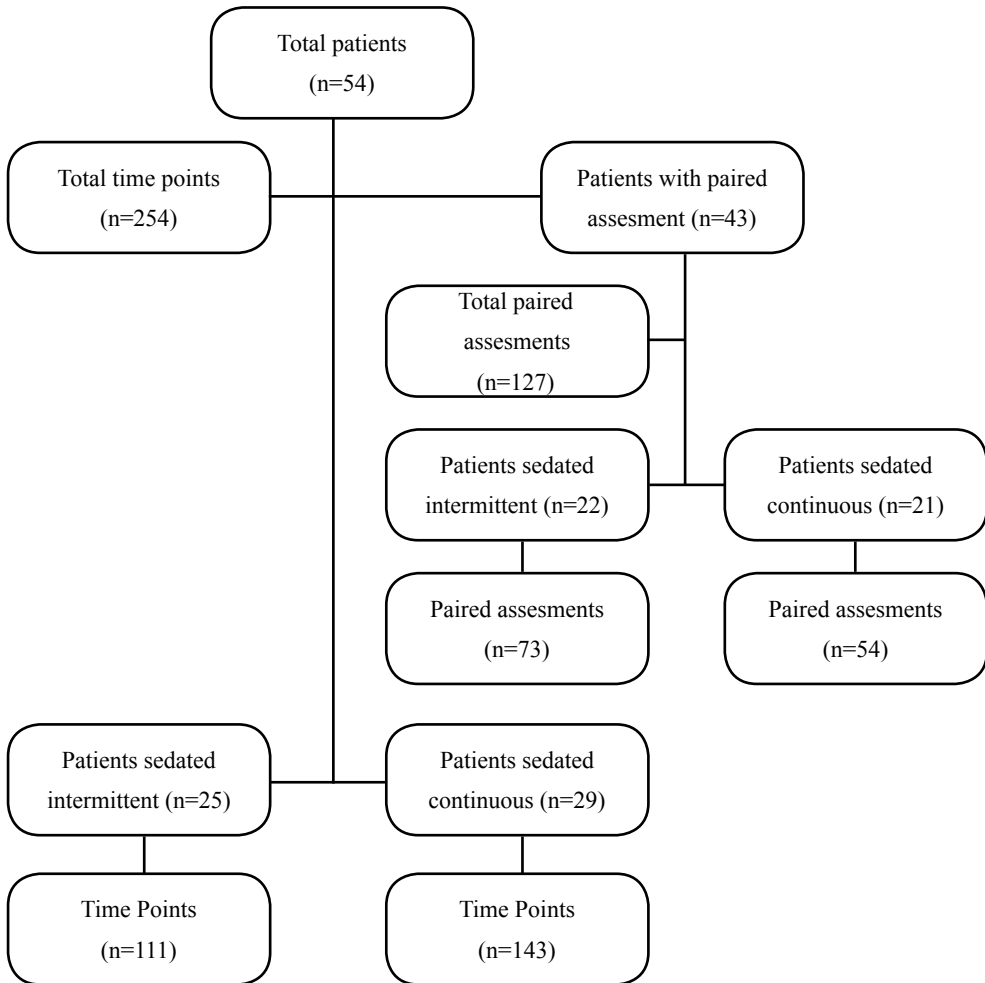 Total patients
(n=54)
Total time points
(n=254)
Patients with paired
assesment (n=43)
Total paired
assesments
(n=127)
Patients sedated
intermittent (n=22)
Patients sedated
continuous (n=21)
Paired assesments
(n=73)
Paired assesments
(n=54)
Patients sedated
intermittent (n=25)
Patients sedated
continuous (n=29)
Time Points
(n=111)
Time Points
(n=143)